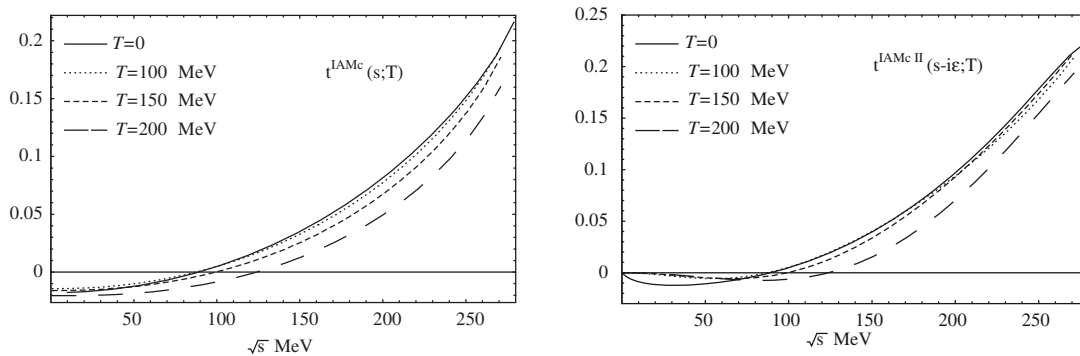 0.2
0.15
0.1
0.05
0
T=0
T=100 MeV
T=150 MeV
T=200 MeV
t^IAMc (s;T)
50 100 150 200 250
√s MeV
0.25
0.2
0.15
0.1
0.05
0
T=0
T=100 MeV
T=150 MeV
T=200 MeV
t^IAMc II (s-iε;T)
50 100 150 200 250
√s MeV